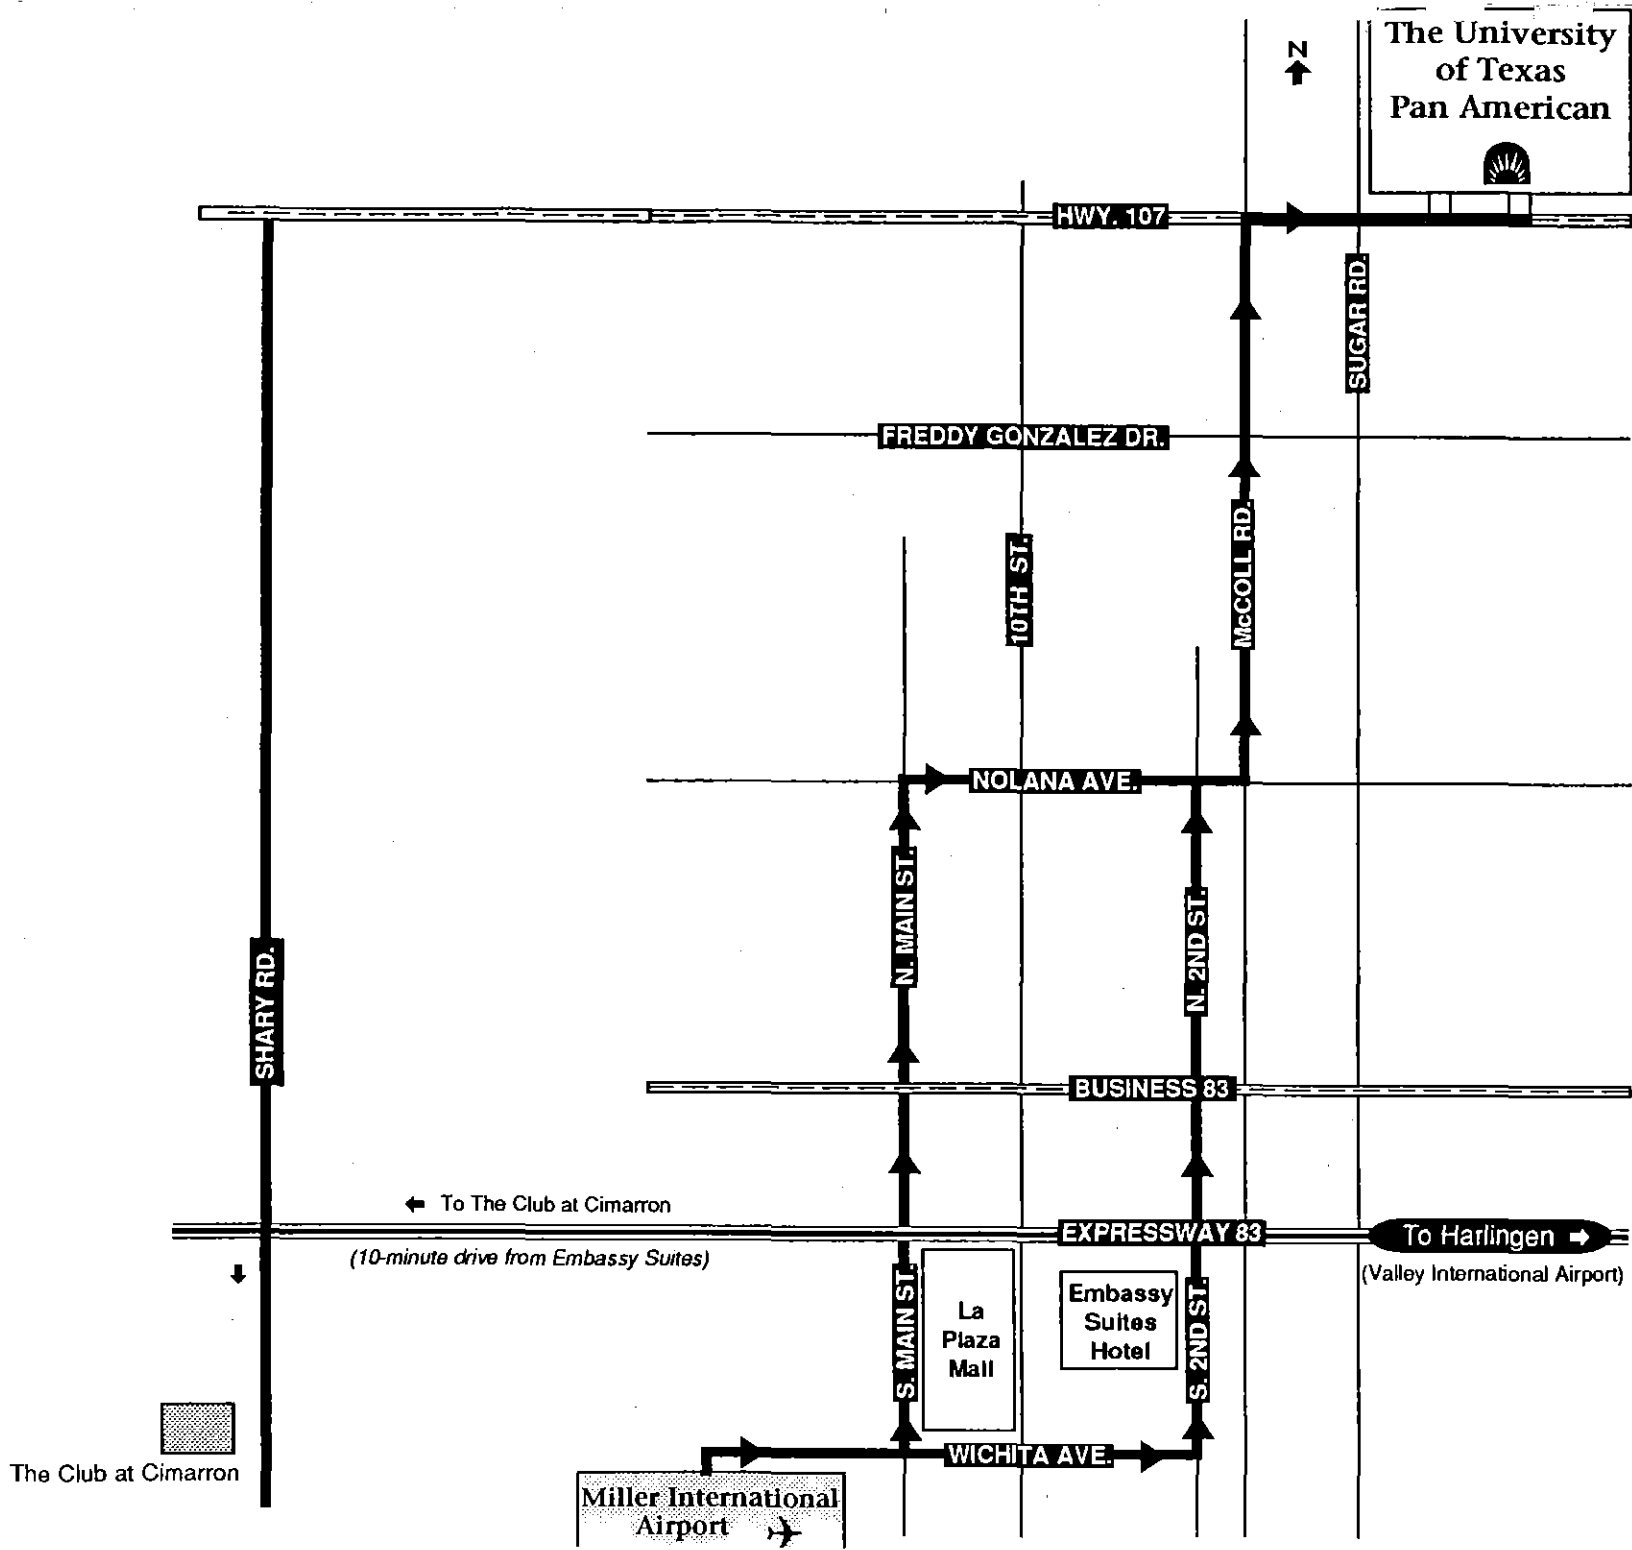 The University
of Texas
Pan American
N
HWY. 107
SUGAR RD.
FREDDY GONZALEZ DR.
McCOLL RD.
10TH ST.
NOLANA AVE.
N. MAIN ST.
N. 2ND ST.
SHARY RD.
BUSINESS 83
To The Club at Cimarron
EXPRESSWAY 83
To Harlingen
(10-minute drive from Embassy Suites)
(Valley International Airport)
S. MAIN ST.
La
Plaza
Mall
Embassy
Suites
Hotel
S. 2ND ST.
WICHITA AVE.
The Club at Cimarron
Miller International
Airport